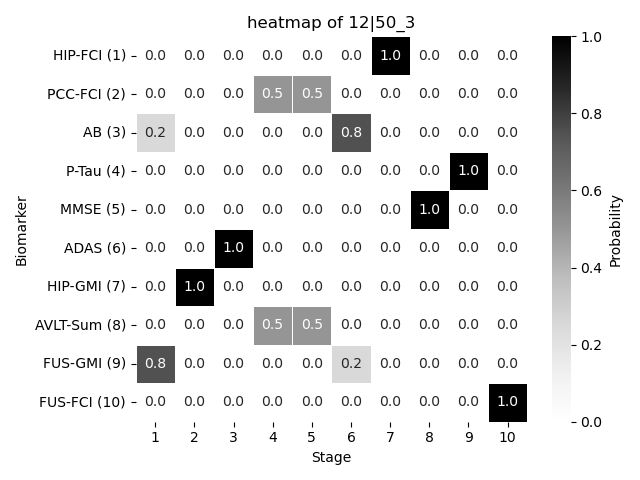 heatmap of 12|50_3
HIP-FCI (1) 0.0 0.0 0.0 0.0 0.0 0.0 1.0 0.0 0.0 0.0
PCC-FCI (2) 0.0 0.0 0.0 0.5 0.5 0.0 0.0 0.0 0.0 0.0
AB (3) 0.2 0.0 0.0 0.0 0.0 0.8 0.0 0.0 0.0 0.0
P-Tau (4) 0.0 0.0 0.0 0.0 0.0 0.0 0.0 0.0 1.0 0.0
MMSE (5) 0.0 0.0 0.0 0.0 0.0 0.0 0.0 1.0 0.0 0.0
ADAS (6) 0.0 0.0 1.0 0.0 0.0 0.0 0.0 0.0 0.0 0.0
HIP-GMI (7) 0.0 1.0 0.0 0.0 0.0 0.0 0.0 0.0 0.0 0.0
AVLT-Sum (8) 0.0 0.0 0.0 0.5 0.5 0.0 0.0 0.0 0.0 0.0
FUS-GMI (9) 0.8 0.0 0.0 0.0 0.0 0.2 0.0 0.0 0.0 0.0
FUS-FCI (10) 0.0 0.0 0.0 0.0 0.0 0.0 0.0 0.0 0.0 1.0
1 2 3 4 5 6 7 8 9 10
Stage
Biomarker
1.0
0.8
0.6
0.4
0.2
0.0
Probability